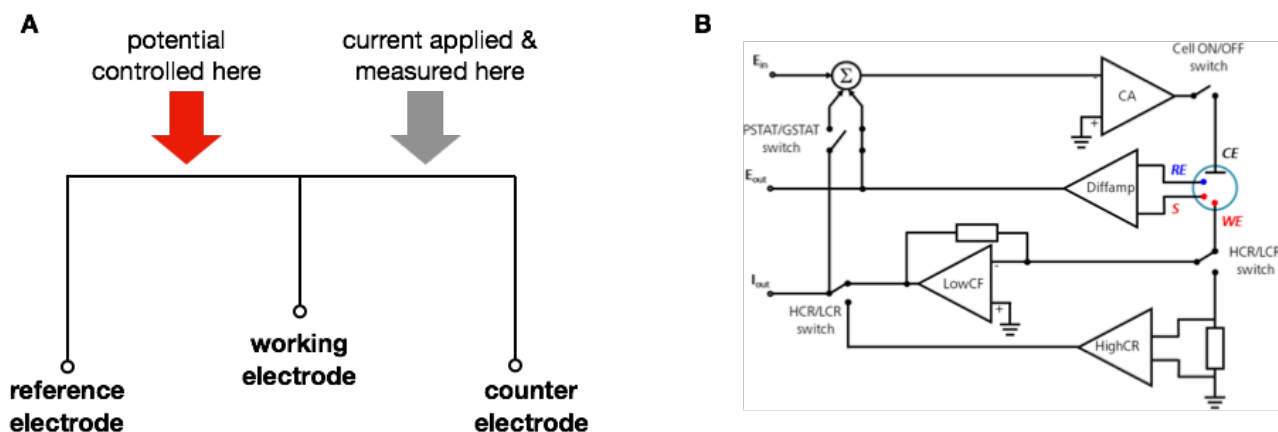 A
potential
controlled here
current applied &
measured here
working
electrode
reference
electrode
counter
electrode
B
Cell ON/OFF
switch
Ein
Σ
-
CA
+
PSTAT/GSTAT
switch
CE
RE
Eout
Diffamp
S
WE
HCR/LCR
switch
-
Iout
LowCF
+
HCR/LCR
switch
HighCR